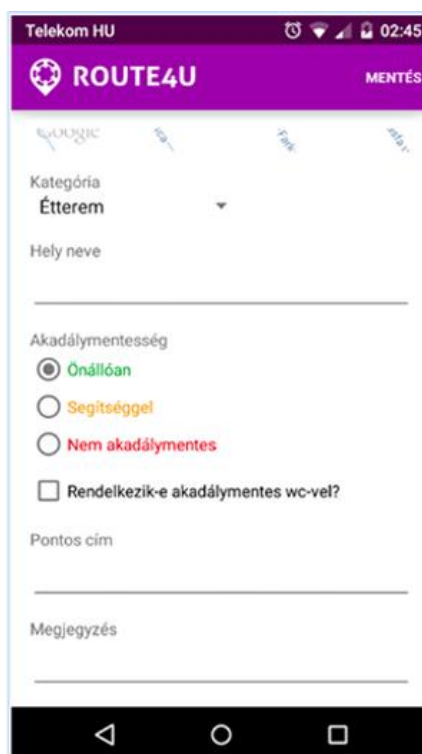 Telekom HU 02:45
ROUTE4U MENTÉS
Google
Kategória
Étterem
Hely neve
Akadálymentesség
Önállóan
Segítséggel
Nem akadálymentes
Rendelkezik-e akadálymentes wc-vel?
Pontos cím
Megjegyzés